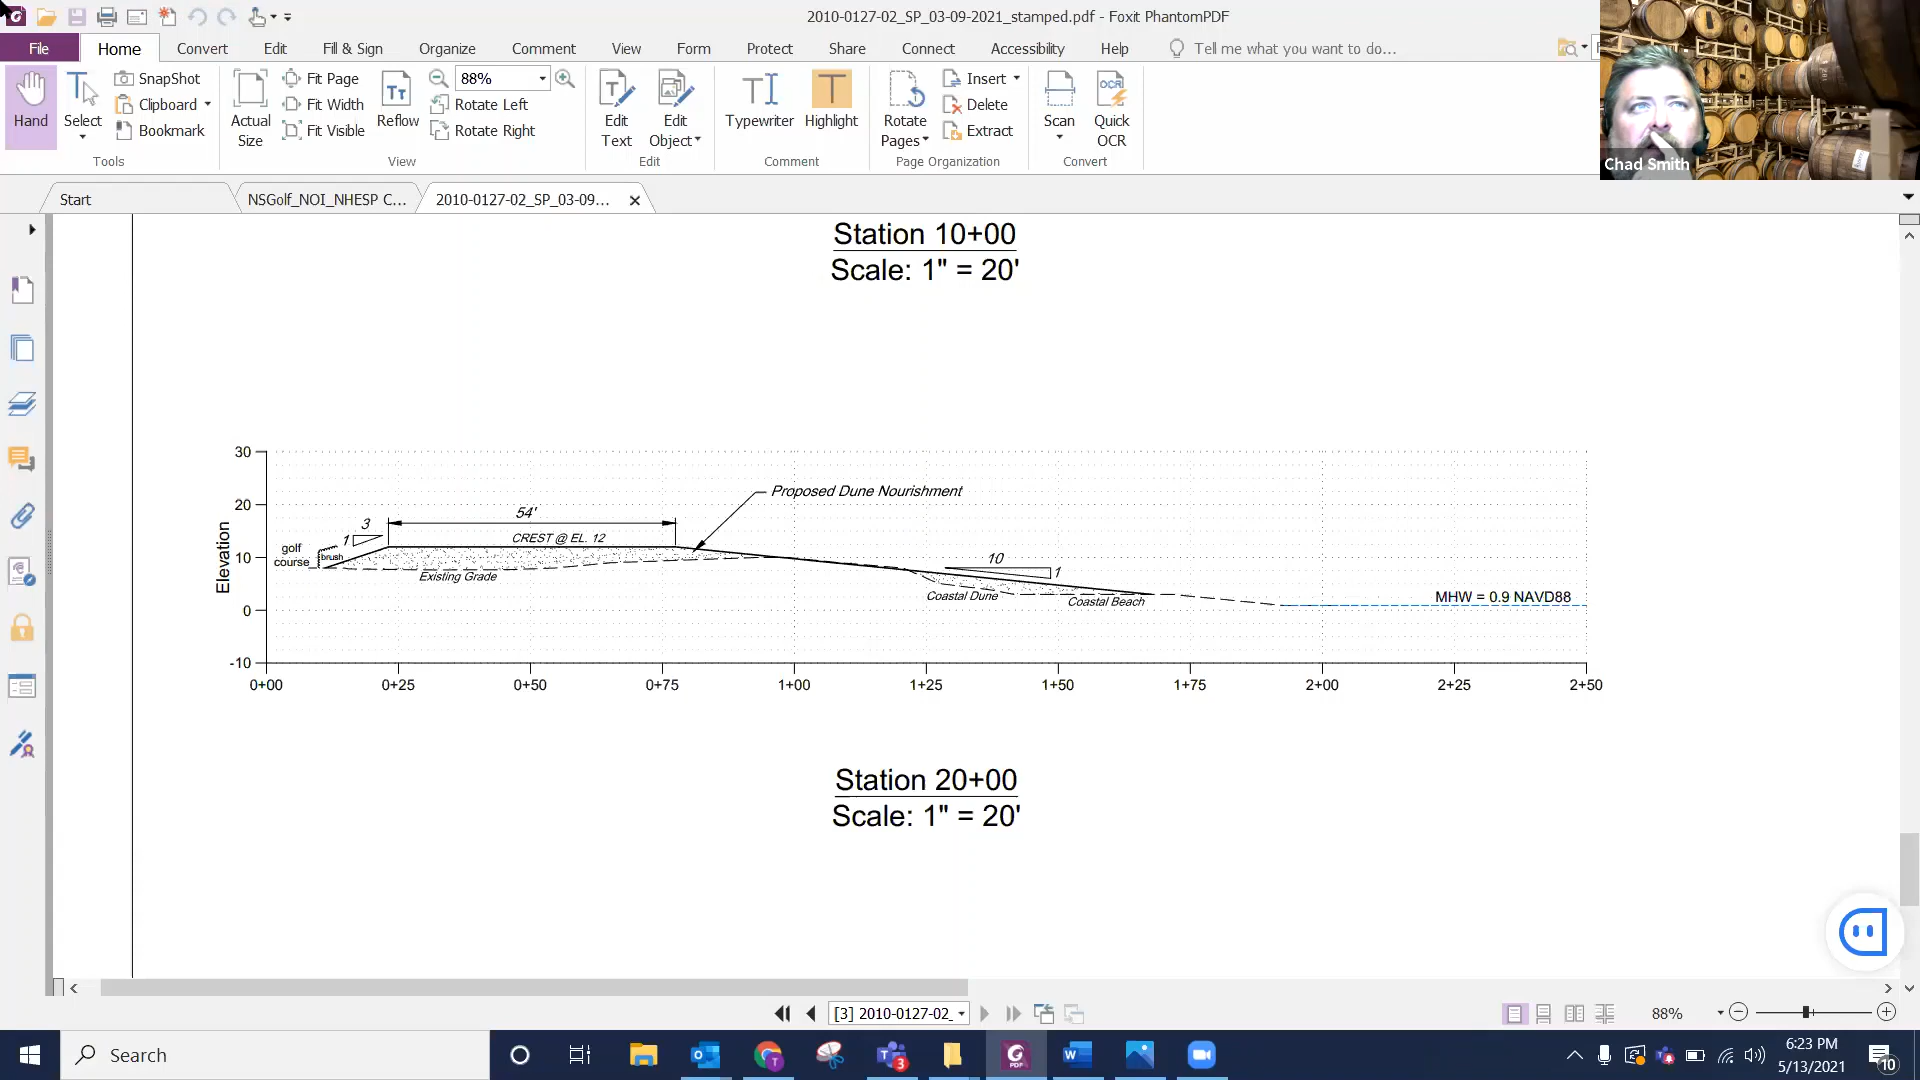 2010-0127-02_SP_03-09-2021_stamped.pdf - Foxit PhantomPDF
File Home Convert Edit Fill & Sign Organize Comment View Form Protect Share Connect Accessibility Help Tell me what you want to do...
Hand
Select
SnapShot
Clipboard
Bookmark
Tools
Actual Size
Fit Page
Fit Width
Fit Visible
Reflow
88%
Rotate Left
Rotate Right
View
Edit Text
Edit Object
Edit
Typewriter
Highlight
Comment
Rotate Pages
Insert
Delete
Extract
Page Organization
Scan
Quick OCR
Convert
Chad Smith
Start
NSGolf_NOI_NHESP C...
2010-0127-02_SP_03-09...
Station 10+00
Scale: 1" = 20'
30
20
10
0
-10
Elevation
golf course
brush
1
3
54'
CREST @ EL. 12
Existing Grade
Proposed Dune Nourishment
10
1
Coastal Dune
Coastal Beach
MHW = 0.9 NAVD88
0+00 0+25 0+50 0+75 1+00 1+25 1+50 1+75 2+00 2+25 2+50
Station 20+00
Scale: 1" = 20'
[3] 2010-0127-02_
88%
Search
3
PDF
6:23 PM
5/13/2021
10